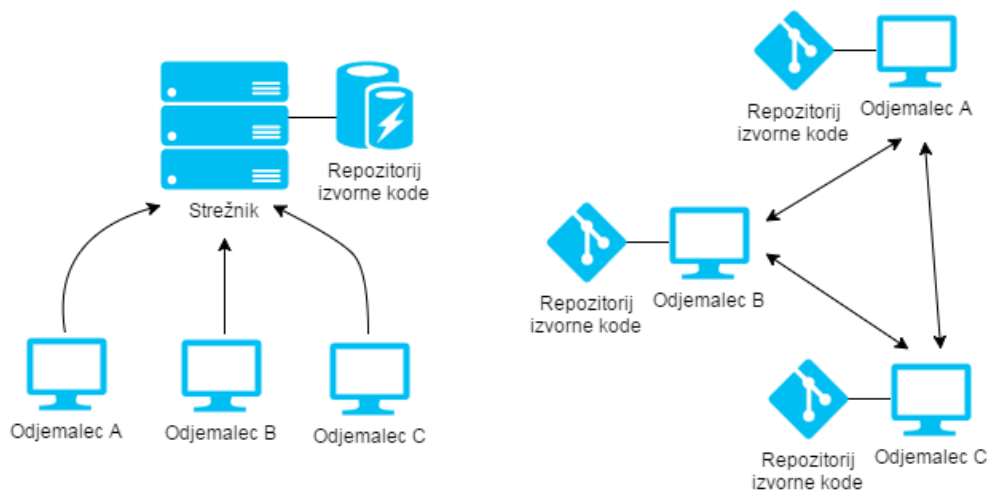 Repozitorij
izvorne kode
Strežnik
Odjemalec A
Odjemalec B
Odjemalec C
Repozitorij
izvorne kode
Odjemalec A
Repozitorij
izvorne kode
Odjemalec B
Repozitorij
izvorne kode
Odjemalec C